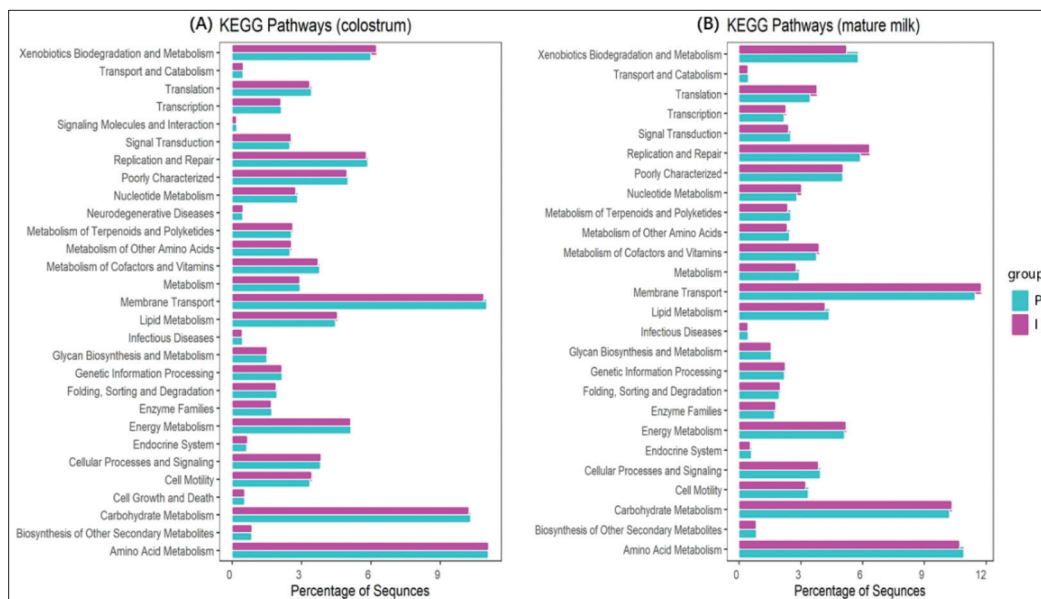 (A) KEGG Pathways (colostrum)
Xenobiotics Biodegradation and Metabolism
Transport and Catabolism
Translation
Transcription
Signaling Molecules and Interaction
Signal Transduction
Replication and Repair
Poorly Characterized
Nucleotide Metabolism
Neurodegenerative Diseases
Metabolism of Terpenoids and Polyketides
Metabolism of Other Amino Acids
Metabolism of Cofactors and Vitamins
Metabolism
Membrane Transport
Lipid Metabolism
Infectious Diseases
Glycan Biosynthesis and Metabolism
Genetic Information Processing
Folding, Sorting and Degradation
Enzyme Families
Energy Metabolism
Endocrine System
Cellular Processes and Signaling
Cell Motility
Cell Growth and Death
Carbohydrate Metabolism
Biosynthesis of Other Secondary Metabolites
Amino Acid Metabolism
0 3 6 9
Percentage of Sequnces
(B) KEGG Pathways (mature milk)
Xenobiotics Biodegradation and Metabolism
Transport and Catabolism
Translation
Transcription
Signal Transduction
Replication and Repair
Poorly Characterized
Nucleotide Metabolism
Metabolism of Terpenoids and Polyketides
Metabolism of Other Amino Acids
Metabolism of Cofactors and Vitamins
Metabolism
Membrane Transport
Lipid Metabolism
Infectious Diseases
Glycan Biosynthesis and Metabolism
Genetic Information Processing
Folding, Sorting and Degradation
Enzyme Families
Energy Metabolism
Endocrine System
Cellular Processes and Signaling
Cell Motility
Carbohydrate Metabolism
Biosynthesis of Other Secondary Metabolites
Amino Acid Metabolism
0 3 6 9 12
Percentage of Sequnces
group
P
I